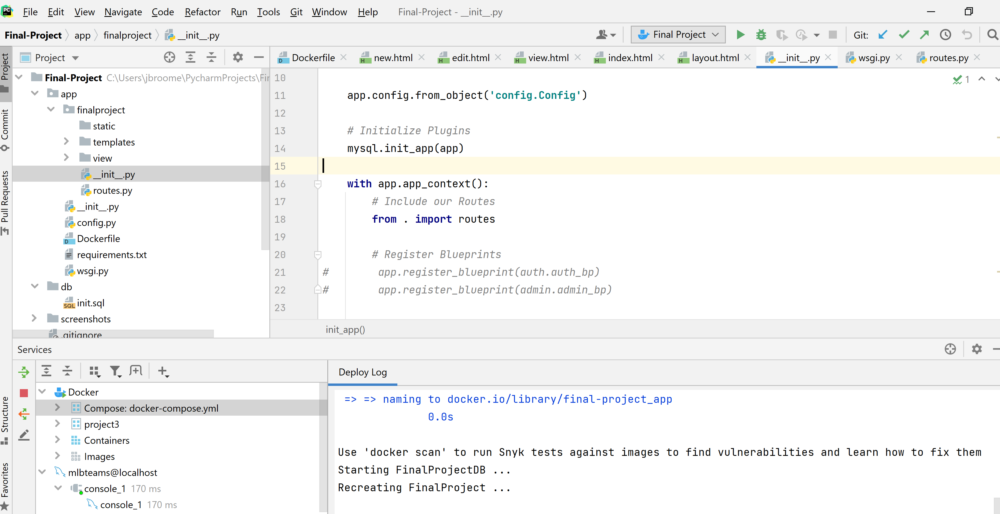 File Edit View Navigate Code Refactor Run Tools Git Window Help Final-Project - __init__.py
Final-Project app finalproject __init__.py
Final Project
Git:
Project
Dockerfile new.html edit.html view.html index.html layout.html __init__.py wsgi.py routes.py
Project
Commit
Pull Requests
Structure
Favorites
Final-Project C:\Users\jbroome\PycharmProjects\Fin
app
finalproject
static
templates
view
__init__.py
routes.py
__init__.py
config.py
Dockerfile
requirements.txt
wsgi.py
db
init.sql
screenshots
.gitignore
1
10
11 app.config.from_object('config.Config')
12
13 # Initialize Plugins
14 mysql.init_app(app)
15
16 with app.app_context():
17 # Include our Routes
18 from . import routes
19
20 # Register Blueprints
21 # app.register_blueprint(auth.auth_bp)
22 # app.register_blueprint(admin.admin_bp)
23
init_app()
Services
Docker
Compose: docker-compose.yml
project3
Containers
Images
mlbteams@localhost
console_1 170 ms
console_1 170 ms
Deploy Log
=> => naming to docker.io/library/final-project_app
0.0s
Use 'docker scan' to run Snyk tests against images to find vulnerabilities and learn how to fix them
Starting FinalProjectDB ...
Recreating FinalProject ...